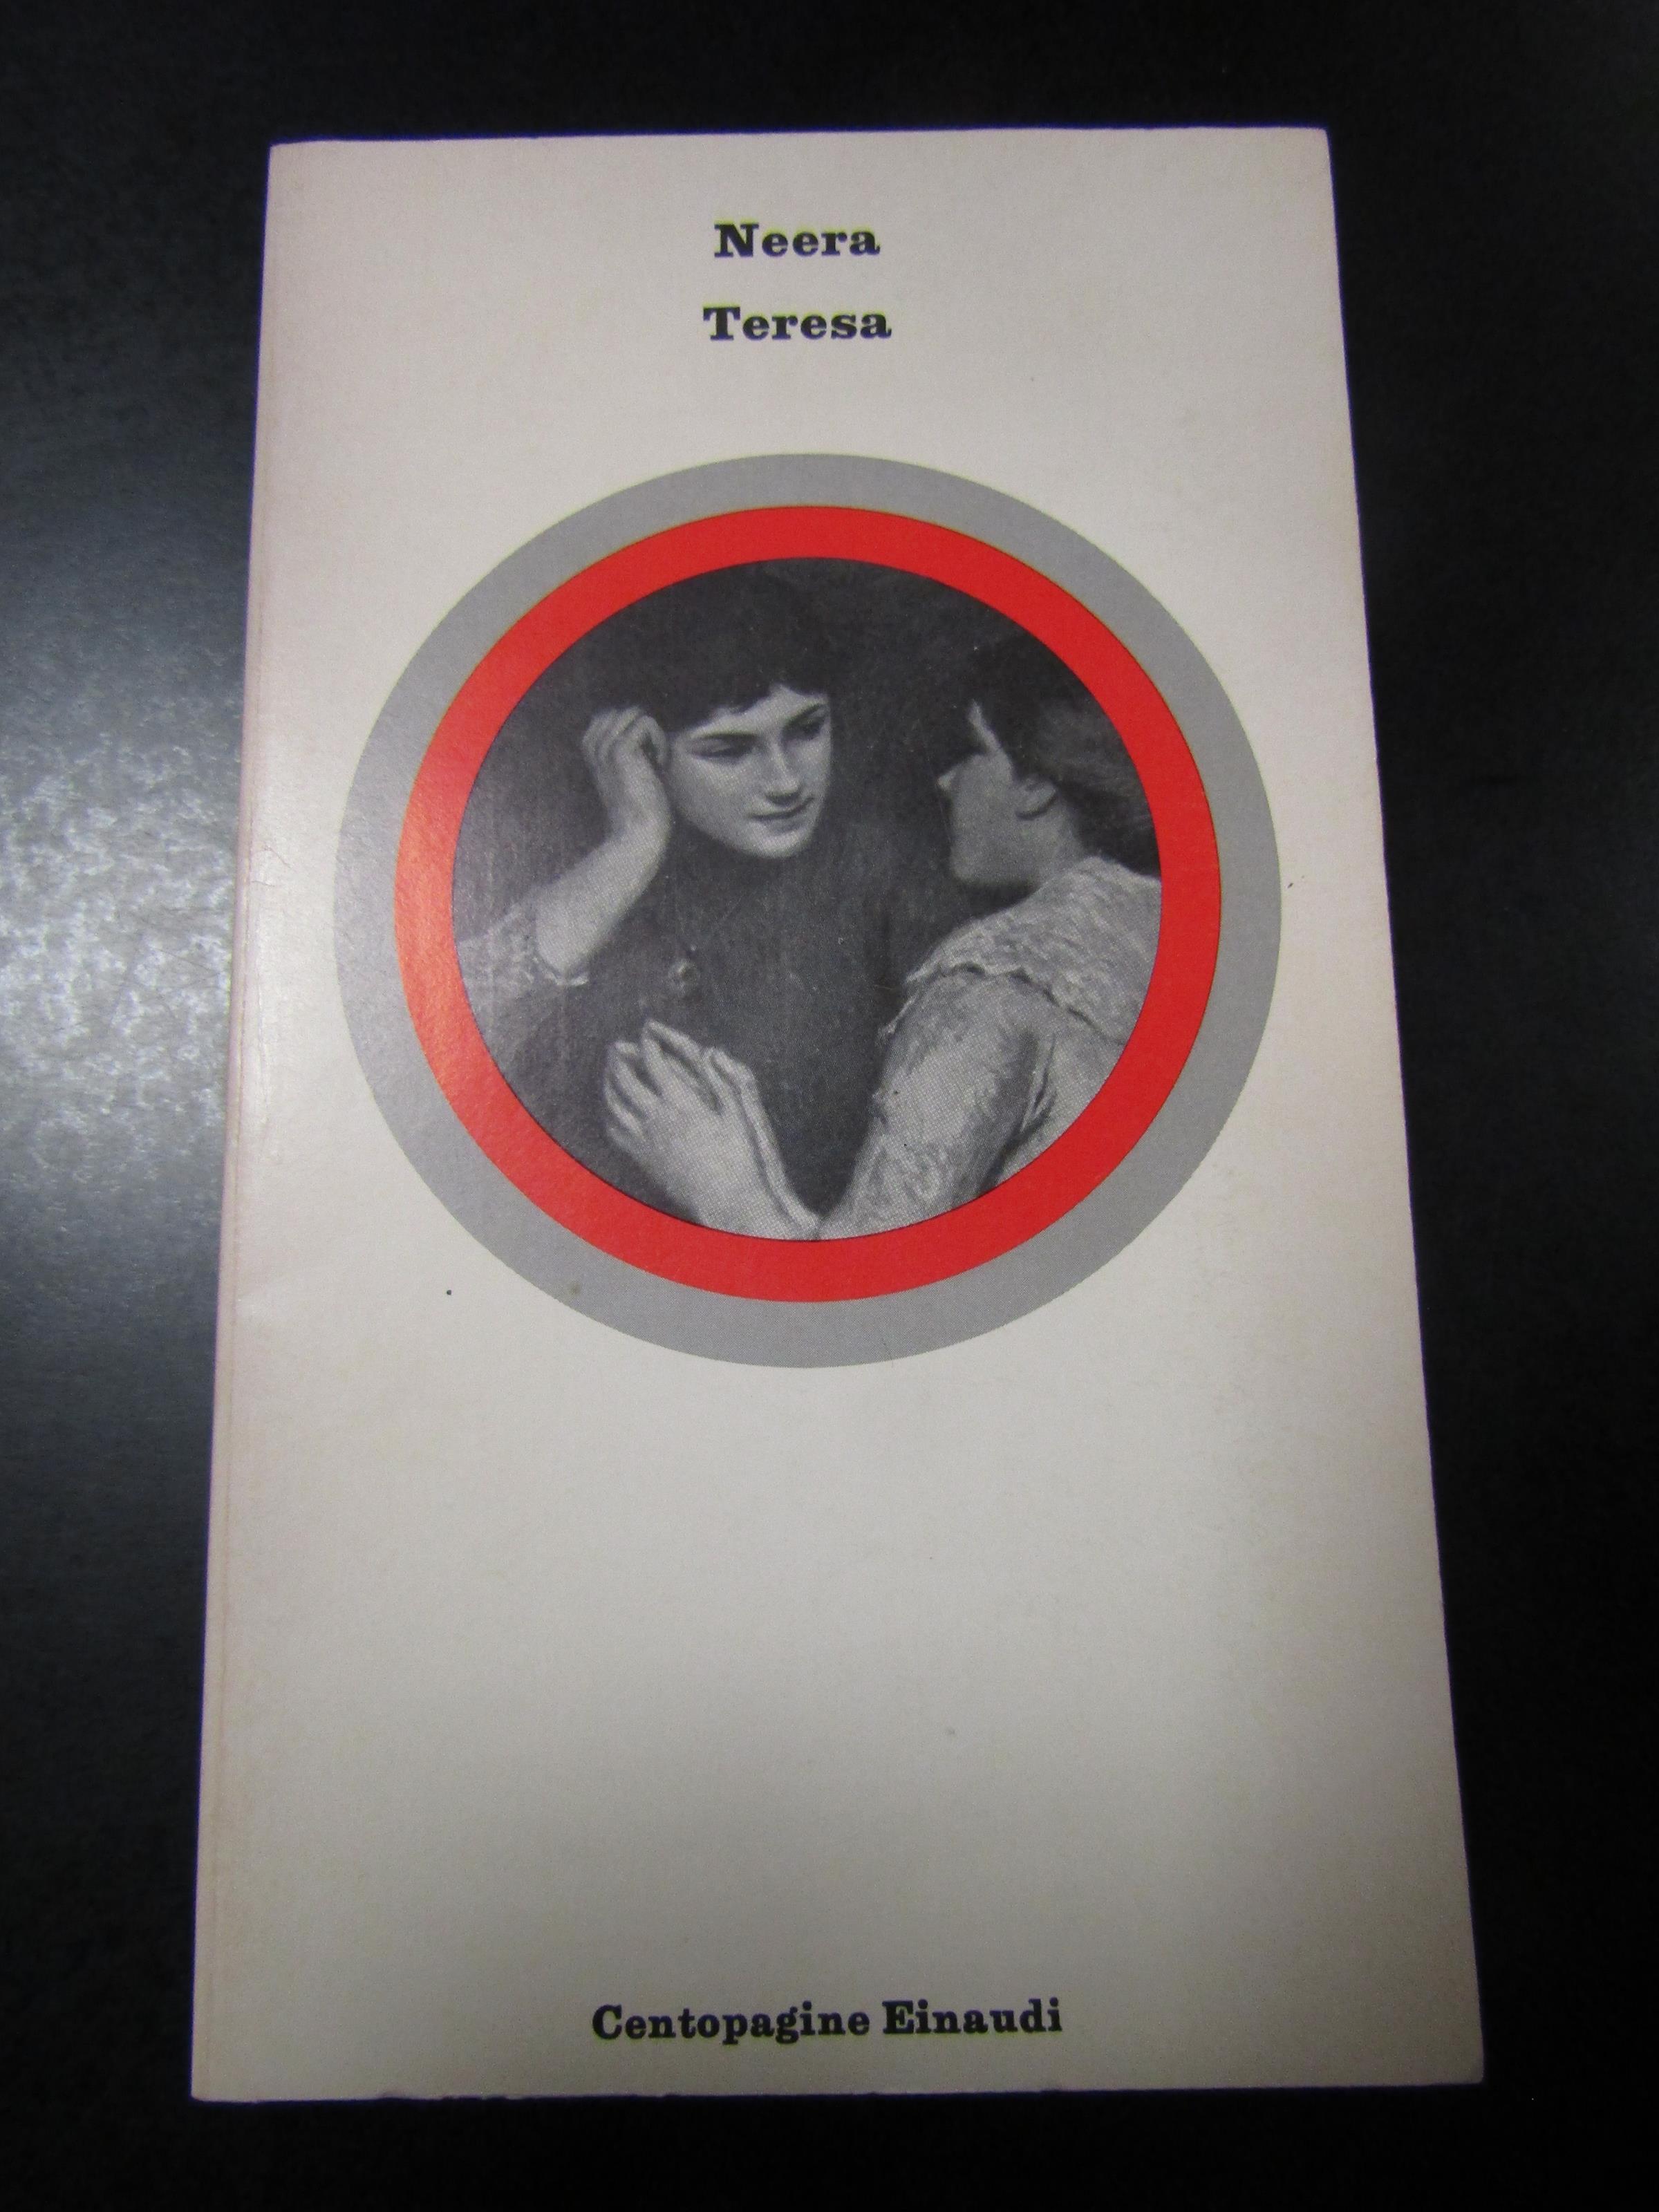 Neera
Teresa
Centopagine Einaudi